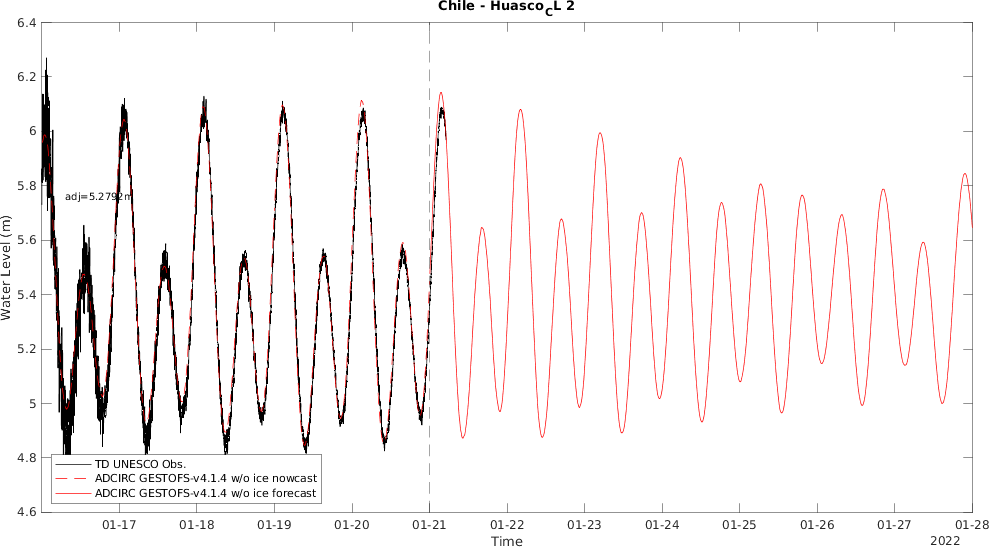 Chile - Huasco_CL 2
6.4
6.2
6
5.8
5.6
5.4
5.2
5
4.8
4.6
Water Level (m)
adj=5.2792m
TD UNESCO Obs.
ADCIRC GESTOFS-v4.1.4 w/o ice nowcast
ADCIRC GESTOFS-v4.1.4 w/o ice forecast
01-17 01-18 01-19 01-20 01-21 01-22 01-23 01-24 01-25 01-26 01-27 01-28
Time
2022